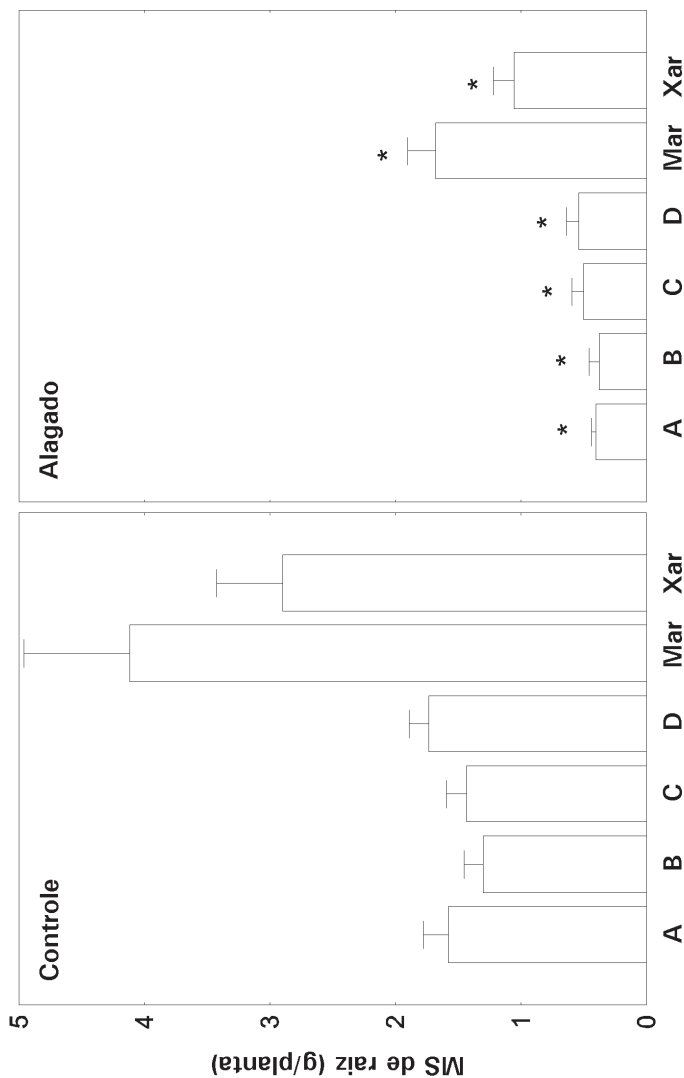 Controle
Alagado
MS de raiz (g/planta)
5
4
3
2
1
0
A B C D Mar Xar
A B C D Mar Xar
* * * * * *